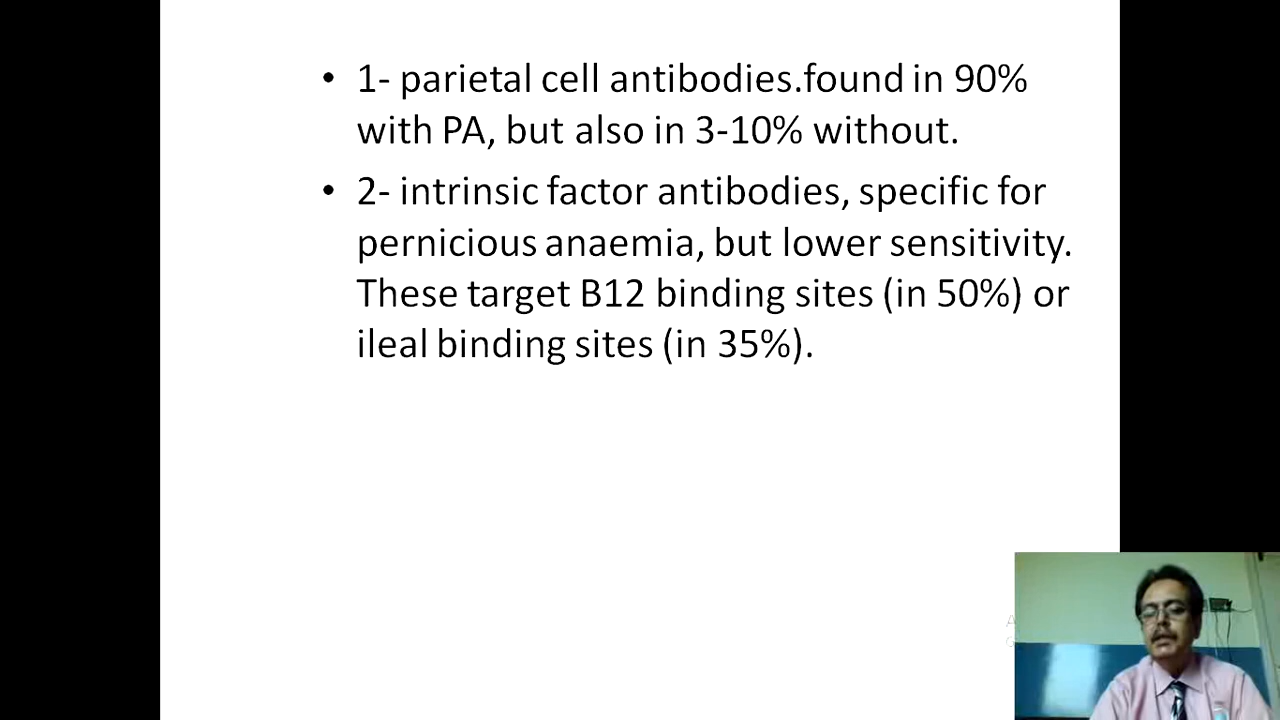 • 1- parietal cell antibodies.found in 90%
with PA, but also in 3-10% without.
• 2- intrinsic factor antibodies, specific for
pernicious anaemia, but lower sensitivity.
These target B12 binding sites (in 50%) or
ileal binding sites (in 35%).